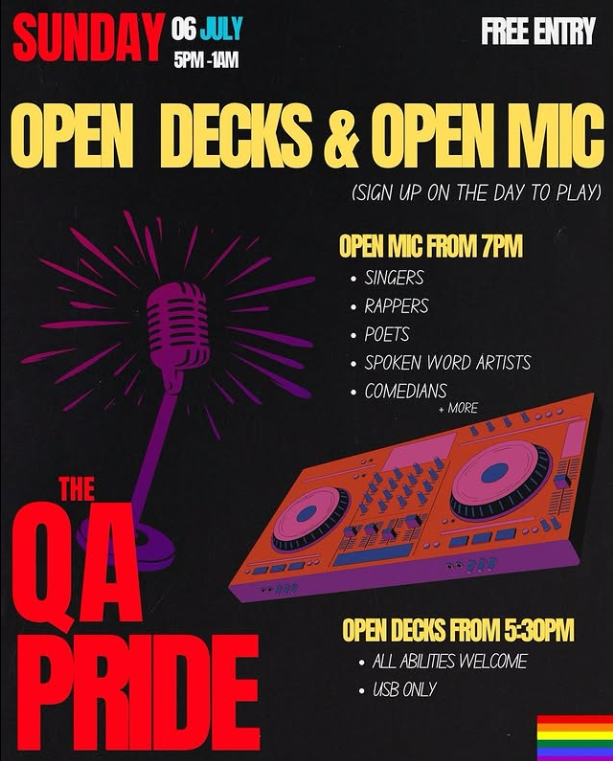 SUNDAY 06 JULY
5PM -1AM
FREE ENTRY
OPEN DECKS & OPEN MIC
(SIGN UP ON THE DAY TO PLAY)
OPEN MIC FROM 7PM
• SINGERS
• RAPPERS
• POETS
• SPOKEN WORD ARTISTS
• COMEDIANS
+ MORE
THE
QA
PRIDE
OPEN DECKS FROM 5:30PM
• ALL ABILITIES WELCOME
• USB ONLY